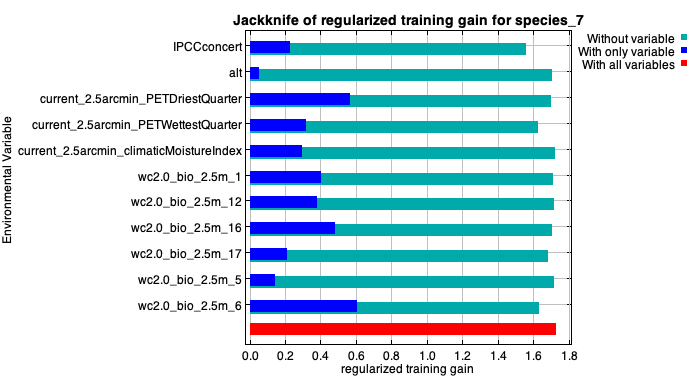 Jackknife of regularized training gain for species_7
Without variable
With only variable
With all variables
Environmental Variable
IPCCconcert
alt
current_2.5arcmin_PETDriestQuarter
current_2.5arcmin_PETWettestQuarter
current_2.5arcmin_climaticMoistureIndex
wc2.0_bio_2.5m_1
wc2.0_bio_2.5m_12
wc2.0_bio_2.5m_16
wc2.0_bio_2.5m_17
wc2.0_bio_2.5m_5
wc2.0_bio_2.5m_6
0.0 0.2 0.4 0.6 0.8 1.0 1.2 1.4 1.6 1.8
regularized training gain